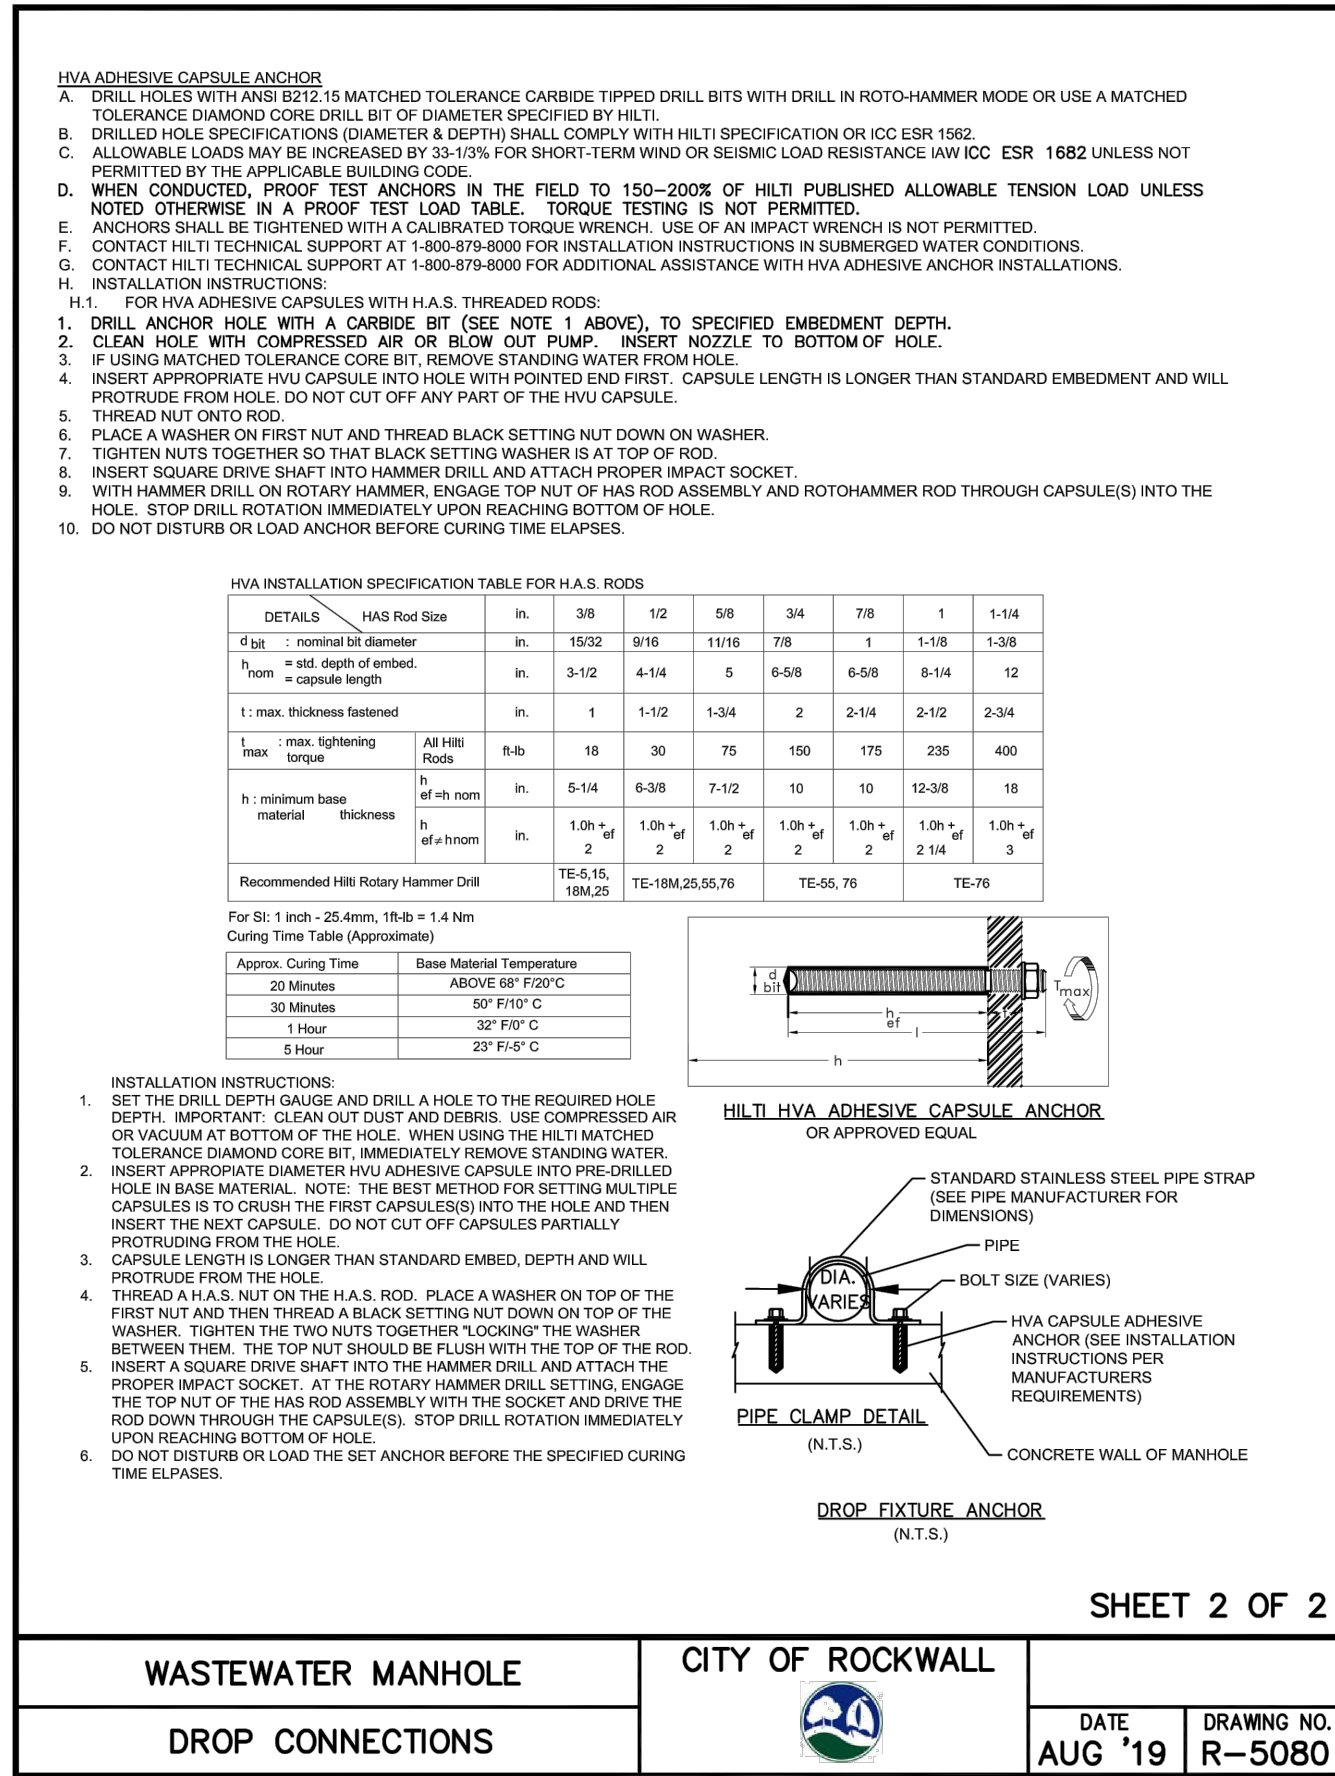 HVA ADHESIVE CAPSULE ANCHOR
A. DRILL HOLES WITH ANSI B212.15 MATCHED TOLERANCE CARBIDE TIPPED DRILL BITS WITH DRILL IN ROTO-HAMMER MODE OR USE A MATCHED
TOLERANCE DIAMOND CORE DRILL BIT OF DIAMETER SPECIFIED BY HILTI.
B. DRILLED HOLE SPECIFICATIONS (DIAMETER & DEPTH) SHALL COMPLY WITH HILTI SPECIFICATION OR ICC ESR 1562.
C. ALLOWABLE LOADS MAY BE INCREASED BY 33-1/3% FOR SHORT-TERM WIND OR SEISMIC LOAD RESISTANCE IAW ICC ESR 1682 UNLESS NOT
PERMITTED BY THE APPLICABLE BUILDING CODE.
D. WHEN CONDUCTED, PROOF TEST ANCHORS IN THE FIELD TO 150-200% OF HILTI PUBLISHED ALLOWABLE TENSION LOAD UNLESS
NOTED OTHERWISE IN A PROOF TEST LOAD TABLE. TORQUE TESTING IS NOT PERMITTED.
E. ANCHORS SHALL BE TIGHTENED WITH A CALIBRATED TORQUE WRENCH. USE OF AN IMPACT WRENCH IS NOT PERMITTED.
F. CONTACT HILTI TECHNICAL SUPPORT AT 1-800-879-8000 FOR INSTALLATION INSTRUCTIONS IN SUBMERGED WATER CONDITIONS.
G. CONTACT HILTI TECHNICAL SUPPORT AT 1-800-879-8000 FOR ADDITIONAL ASSISTANCE WITH HVA ADHESIVE ANCHOR INSTALLATIONS.
H. INSTALLATION INSTRUCTIONS:
H.1. FOR HVA ADHESIVE CAPSULES WITH H.A.S. THREADED RODS:
1. DRILL ANCHOR HOLE WITH A CARBIDE BIT (SEE NOTE 1 ABOVE), TO SPECIFIED EMBEDMENT DEPTH.
2. CLEAN HOLE WITH COMPRESSED AIR OR BLOW OUT PUMP. INSERT NOZZLE TO BOTTOM OF HOLE.
3. IF USING MATCHED TOLERANCE CORE BIT, REMOVE STANDING WATER FROM HOLE.
4. INSERT APPROPRIATE HVU CAPSULE INTO HOLE WITH POINTED END FIRST. CAPSULE LENGTH IS LONGER THAN STANDARD EMBEDMENT AND WILL
PROTRUDE FROM HOLE. DO NOT CUT OFF ANY PART OF THE HVU CAPSULE.
5. THREAD NUT ONTO ROD.
6. PLACE A WASHER ON FIRST NUT AND THREAD BLACK SETTING NUT DOWN ON WASHER.
7. TIGHTEN NUTS TOGETHER SO THAT BLACK SETTING WASHER IS AT TOP OF ROD.
8. INSERT SQUARE DRIVE SHAFT INTO HAMMER DRILL AND ATTACH PROPER IMPACT SOCKET.
9. WITH HAMMER DRILL ON ROTARY HAMMER, ENGAGE TOP NUT OF HAS ROD ASSEMBLY AND ROTOHAMMER ROD THROUGH CAPSULE(S) INTO THE
HOLE. STOP DRILL ROTATION IMMEDIATELY UPON REACHING BOTTOM OF HOLE.
10. DO NOT DISTURB OR LOAD ANCHOR BEFORE CURING TIME ELAPSES.
HVA INSTALLATION SPECIFICATION TABLE FOR H.A.S. RODS
DETAILS HAS Rod Size in. 3/8 1/2 5/8 3/4 7/8 1 1-1/4
d bit : nominal bit diameter in. 15/32 9/16 11/16 7/8 1 1-1/8 1-3/8
h nom = std. depth of embed.
= capsule length in. 3-1/2 4-1/4 5 6-5/8 6-5/8 8-1/4 12
t : max. thickness fastened in. 1 1-1/2 1-3/4 2 2-1/4 2-1/2 2-3/4
t max : max. tightening torque All Hilti Rods ft-lb 18 30 75 150 175 235 400
h : minimum base material thickness h ef =h nom in. 5-1/4 6-3/8 7-1/2 10 10 12-3/8 18
h ef≠hnom in. 1.0h + ef 2 1.0h + ef 2 1.0h + ef 2 1.0h + ef 2 1.0h + ef 2 1.0h + ef 2 1/4 1.0h + ef 3
Recommended Hilti Rotary Hammer Drill TE-5,15, 18M,25 TE-18M,25,55,76 TE-55, 76 TE-76
For SI: 1 inch - 25.4mm, 1ft-lb = 1.4 Nm
Curing Time Table (Approximate)
Approx. Curing Time Base Material Temperature
20 Minutes ABOVE 68° F/20°C
30 Minutes 50° F/10° C
1 Hour 32° F/0° C
5 Hour 23° F/-5° C
d bit
h ef
t
l
h
Tmax
HILTI HVA ADHESIVE CAPSULE ANCHOR
OR APPROVED EQUAL
INSTALLATION INSTRUCTIONS:
1. SET THE DRILL DEPTH GAUGE AND DRILL A HOLE TO THE REQUIRED HOLE
DEPTH. IMPORTANT: CLEAN OUT DUST AND DEBRIS. USE COMPRESSED AIR
OR VACUUM AT BOTTOM OF THE HOLE. WHEN USING THE HILTI MATCHED
TOLERANCE DIAMOND CORE BIT, IMMEDIATELY REMOVE STANDING WATER.
2. INSERT APPROPIATE DIAMETER HVU ADHESIVE CAPSULE INTO PRE-DRILLED
HOLE IN BASE MATERIAL. NOTE: THE BEST METHOD FOR SETTING MULTIPLE
CAPSULES IS TO CRUSH THE FIRST CAPSULES(S) INTO THE HOLE AND THEN
INSERT THE NEXT CAPSULE. DO NOT CUT OFF CAPSULES PARTIALLY
PROTRUDING FROM THE HOLE.
3. CAPSULE LENGTH IS LONGER THAN STANDARD EMBED, DEPTH AND WILL
PROTRUDE FROM THE HOLE.
4. THREAD A H.A.S. NUT ON THE H.A.S. ROD. PLACE A WASHER ON TOP OF THE
FIRST NUT AND THEN THREAD A BLACK SETTING NUT DOWN ON TOP OF THE
WASHER. TIGHTEN THE TWO NUTS TOGETHER "LOCKING" THE WASHER
BETWEEN THEM. THE TOP NUT SHOULD BE FLUSH WITH THE TOP OF THE ROD.
5. INSERT A SQUARE DRIVE SHAFT INTO THE HAMMER DRILL AND ATTACH THE
PROPER IMPACT SOCKET. AT THE ROTARY HAMMER DRILL SETTING, ENGAGE
THE TOP NUT OF THE HAS ROD ASSEMBLY WITH THE SOCKET AND DRIVE THE
ROD DOWN THROUGH THE CAPSULE(S). STOP DRILL ROTATION IMMEDIATELY
UPON REACHING BOTTOM OF HOLE.
6. DO NOT DISTURB OR LOAD THE SET ANCHOR BEFORE THE SPECIFIED CURING
TIME ELPASES.
STANDARD STAINLESS STEEL PIPE STRAP
(SEE PIPE MANUFACTURER FOR
DIMENSIONS)
PIPE
DIA.
VARIES
BOLT SIZE (VARIES)
HVA CAPSULE ADHESIVE
ANCHOR (SEE INSTALLATION
INSTRUCTIONS PER
MANUFACTURERS
REQUIREMENTS)
PIPE CLAMP DETAIL
(N.T.S.)
CONCRETE WALL OF MANHOLE
DROP FIXTURE ANCHOR
(N.T.S.)
SHEET 2 OF 2
WASTEWATER MANHOLE
DROP CONNECTIONS
CITY OF ROCKWALL
DATE
AUG '19
DRAWING NO.
R-5080